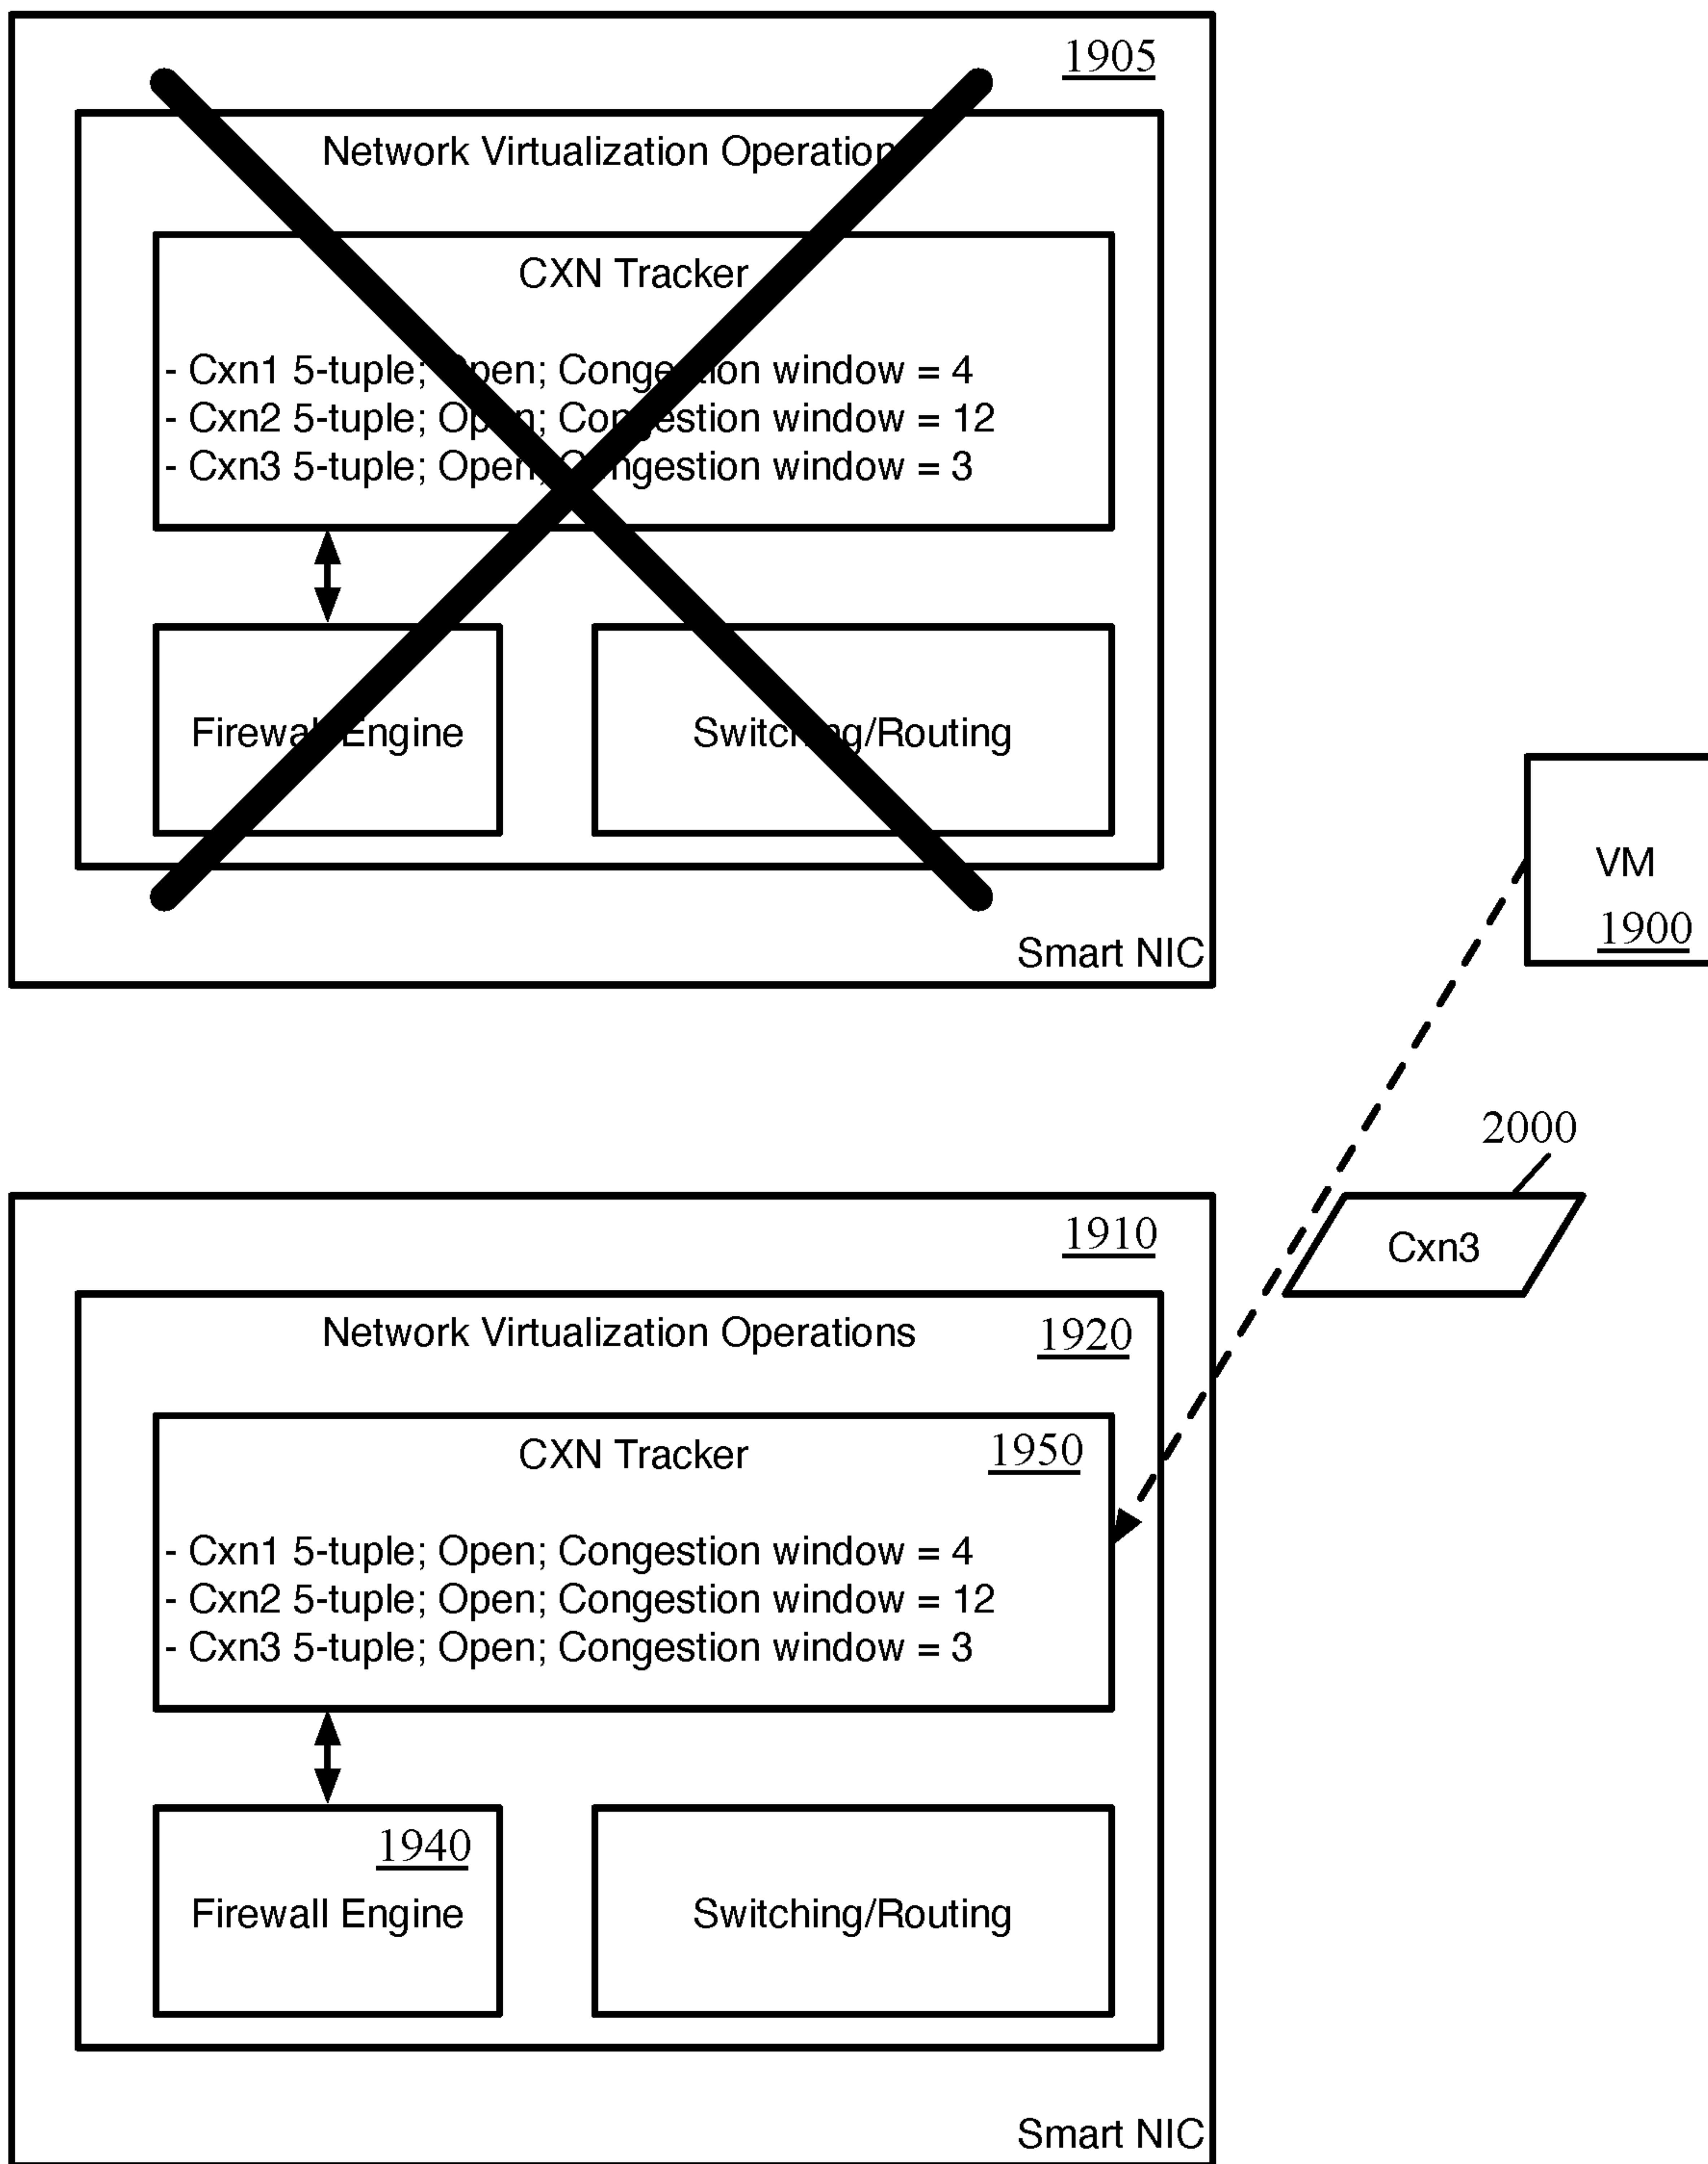 1905
Network Virtualization Operation
CXN Tracker
- Cxn1 5-tuple; Open; Congestion window = 4
- Cxn2 5-tuple; Open; Congestion window = 12
- Cxn3 5-tuple; Open; Congestion window = 3
Firewall Engine
Switching/Routing
Smart NIC
VM
1900
2000
Cxn3
1910
Network Virtualization Operations
1920
CXN Tracker
1950
- Cxn1 5-tuple; Open; Congestion window = 4
- Cxn2 5-tuple; Open; Congestion window = 12
- Cxn3 5-tuple; Open; Congestion window = 3
1940
Firewall Engine
Switching/Routing
Smart NIC